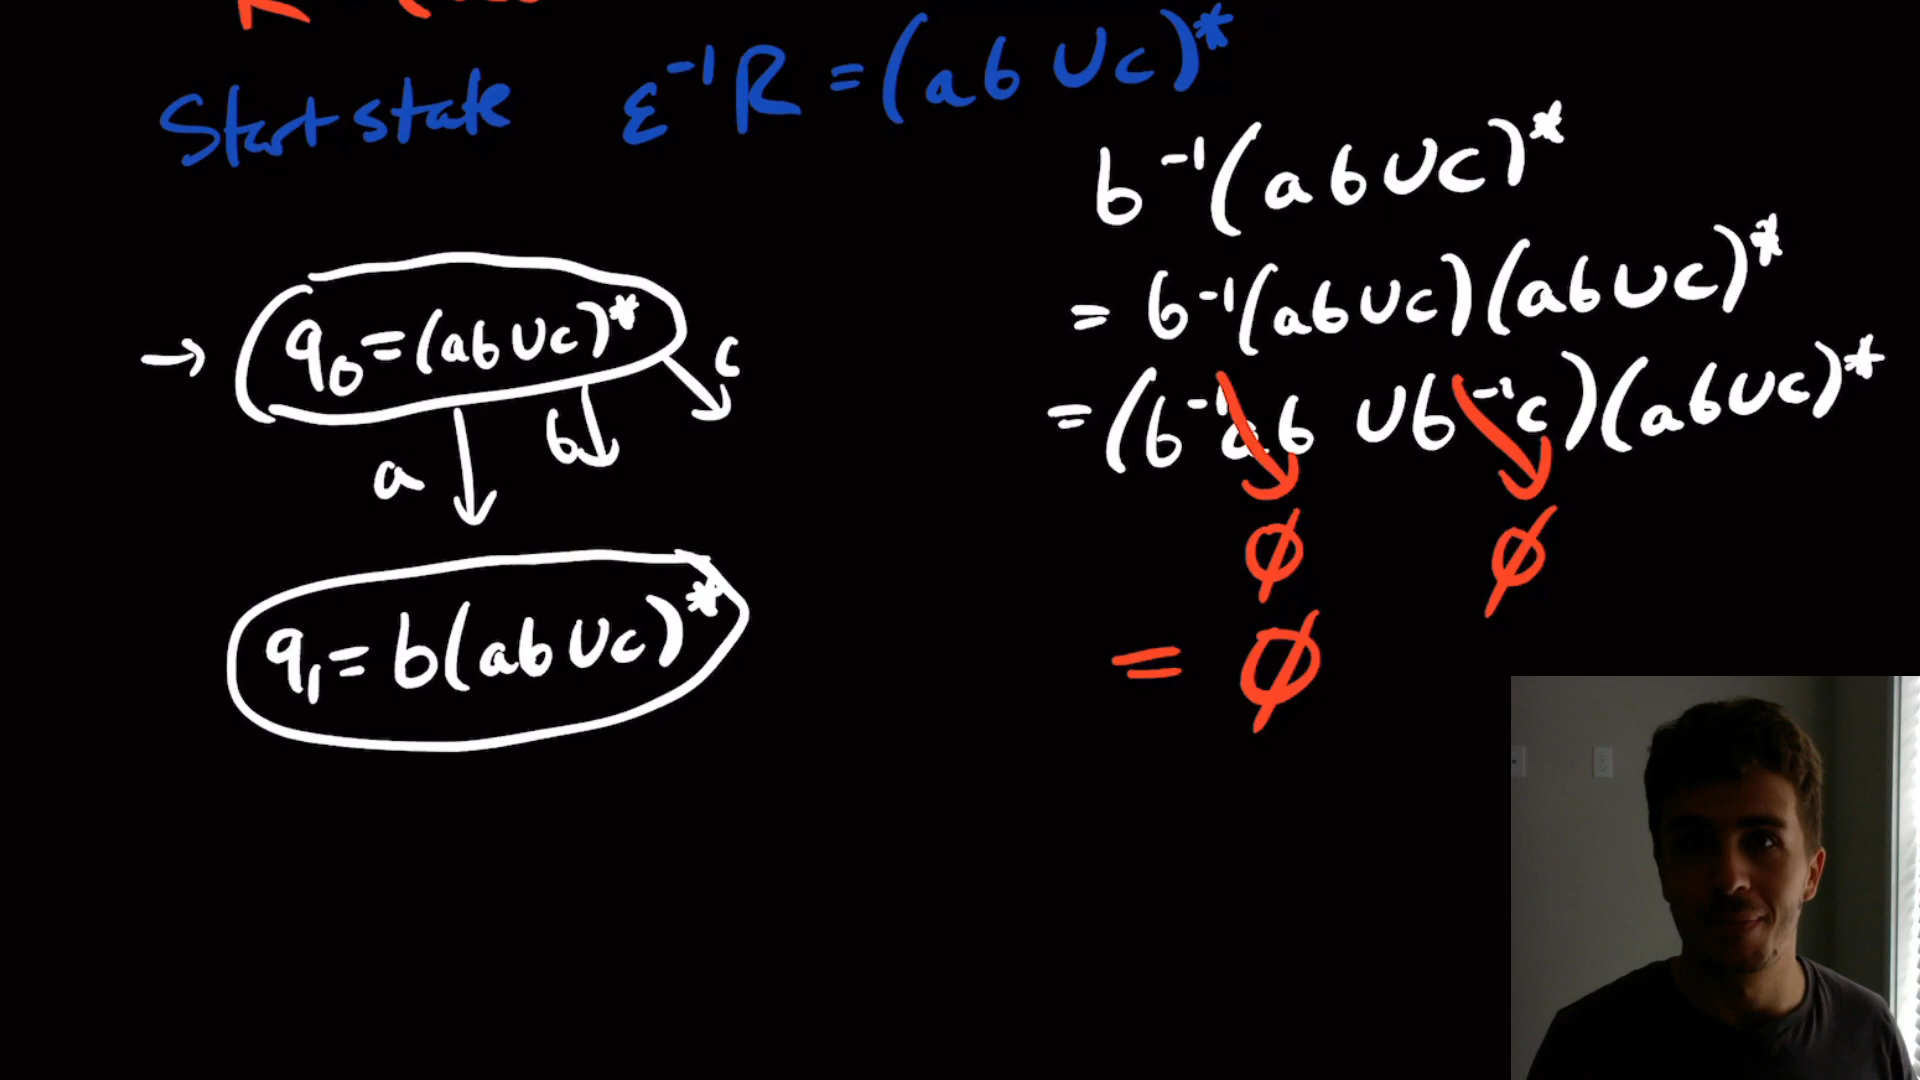 Start state ε⁻¹R = (ab ∪ c)*
b⁻¹(ab∪c)*
= b⁻¹(ab∪c)(ab∪c)*
= (b⁻¹ab ∪ b⁻¹c)(ab∪c)*
∅ ∅
= ∅
→ q₀=(ab∪c)*
a
b
c
q₁= b(ab∪c)*